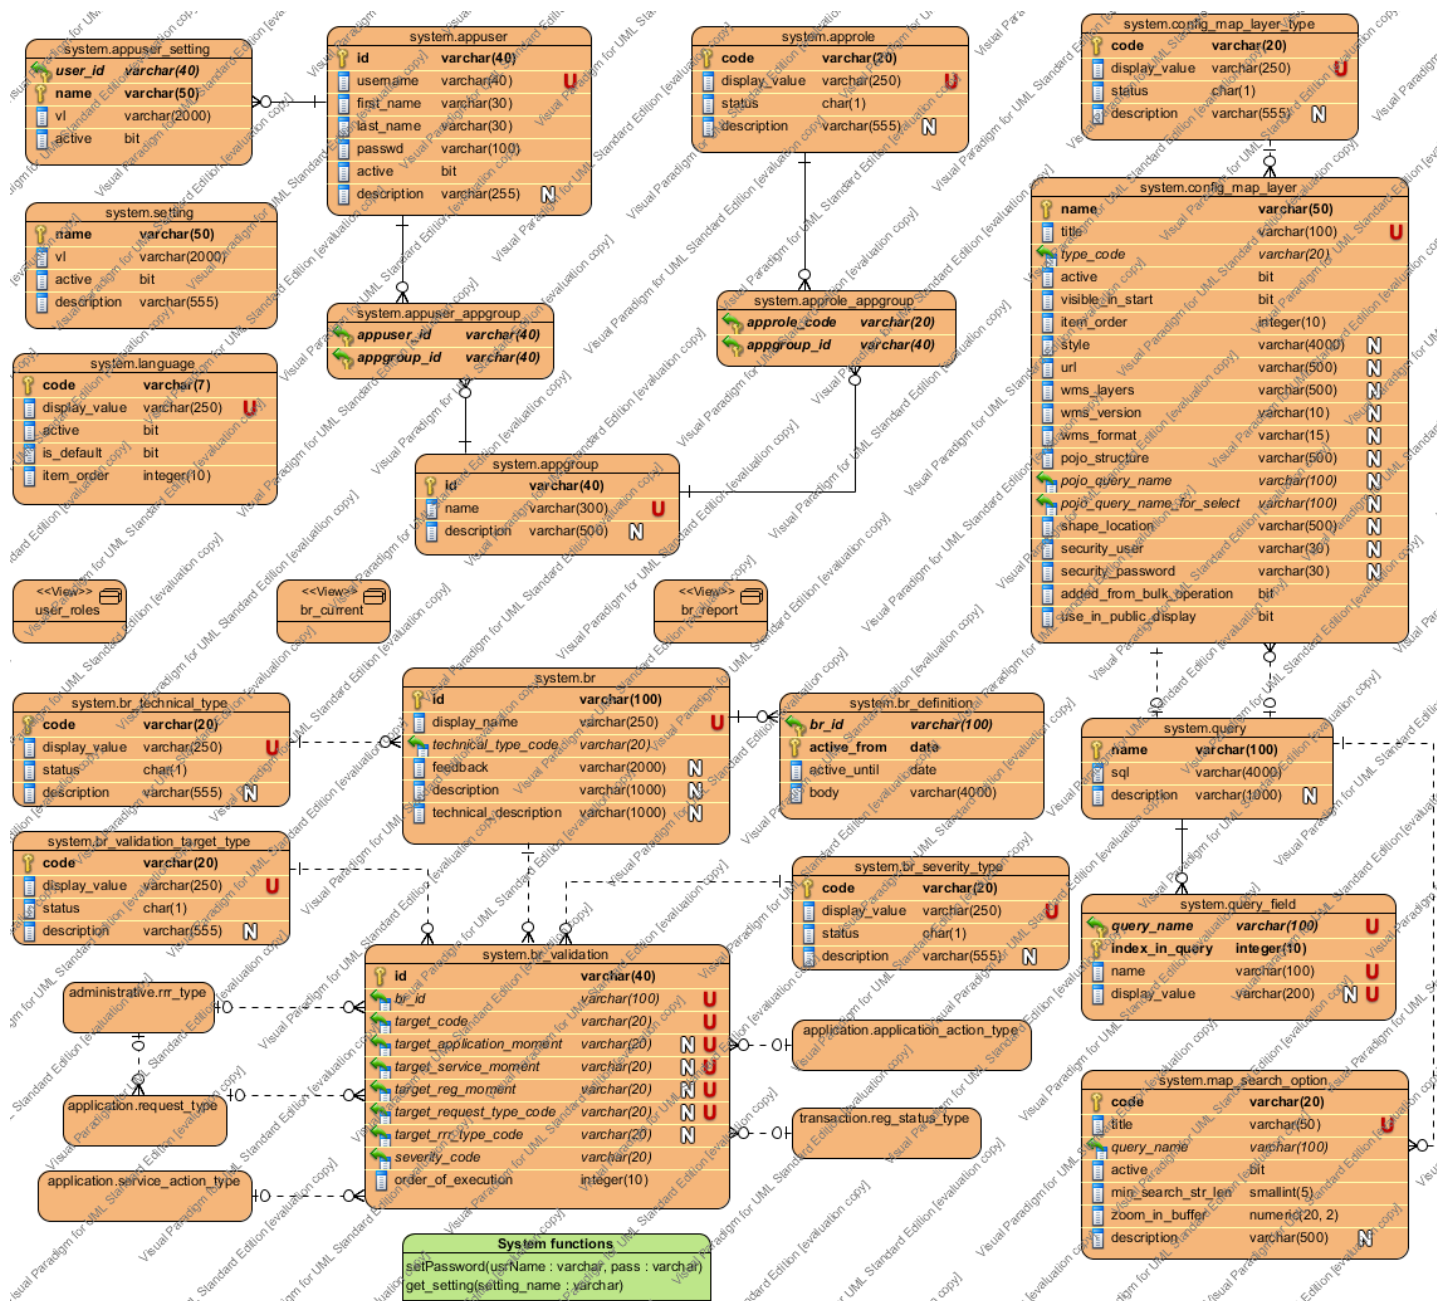 system.appuser_setting
user_id varchar(40)
name varchar(50)
vl varchar(2000)
active bit
system.appuser
id varchar(40)
username varchar(40) U
first_name varchar(30)
last_name varchar(30)
passwd varchar(100)
active bit
description varchar(255) N
system.approle
code varchar(20)
display_value varchar(250) U
status char(1)
description varchar(555) N
system.config_map_layer_type
code varchar(20)
display_value varchar(250) U
status char(1)
description varchar(555) N
system.setting
name varchar(50)
vl varchar(2000)
active bit
description varchar(555)
system.language
code varchar(7)
display_value varchar(250) U
active bit
is_default bit
item_order integer(10)
system.appuser_appgroup
appuser_id varchar(40)
appgroup_id varchar(40)
system.approle_appgroup
approle_code varchar(20)
appgroup_id varchar(40)
system.appgroup
id varchar(40)
name varchar(300) U
description varchar(500) N
system.config_map_layer
name varchar(50)
title varchar(100) U
type_code varchar(20)
active bit
visible_in_start bit
item_order integer(10)
style varchar(4000) N
url varchar(500) N
wms_layers varchar(500) N
wms_version varchar(10) N
wms_format varchar(15) N
pojo_structure varchar(500) N
pojo_query_name varchar(100) N
pojo_query_name_for_select varchar(100) N
shape_location varchar(500) N
security_user varchar(30) N
security_password varchar(30) N
added_from_bulk_operation bit
use_in_public_display bit
<<View>>
user_roles
<<View>>
br_current
<<View>>
br_report
system.br_technical_type
code varchar(20)
display_value varchar(250) U
status char(1)
description varchar(555) N
system.br
id varchar(100)
display_name varchar(250) U
technical_type_code varchar(20)
feedback varchar(2000) N
description varchar(1000) N
technical_description varchar(1000) N
system.br_definition
br_id varchar(100)
active_from date
active_until date
body varchar(4000)
system.query
name varchar(100)
sql varchar(4000)
description varchar(1000) N
system.br_validation_target_type
code varchar(20)
display_value varchar(250) U
status char(1)
description varchar(555) N
system.br_severity_type
code varchar(20)
display_value varchar(250) U
status char(1)
description varchar(555) N
system.query_field
query_name varchar(100) U
index_in_query integer(10)
name varchar(100) U
display_value varchar(200) N U
system.br_validation
id varchar(40)
br_id varchar(100) U
target_code varchar(20) U
target_application_moment varchar(20) N U
target_service_moment varchar(20) N U
target_reg_moment varchar(20) N U
target_request_type_code varchar(20) N U
target_rrr_type_code varchar(20) N
severity_code varchar(20)
order_of_execution integer(10)
administrative.rrr_type
application.request_type
application.service_action_type
application.application_action_type
transaction.reg_status_type
system.map_search_option
code varchar(20)
title varchar(50) U
query_name varchar(100)
active bit
min_search_str_len smallint(5)
zoom_in_buffer numeric(20, 2)
description varchar(500) N
System functions
setPassword(usrName : varchar, pass : varchar)
get_setting(setting_name : varchar)
Visual Paradigm for UML Standard Edition [evaluation copy]